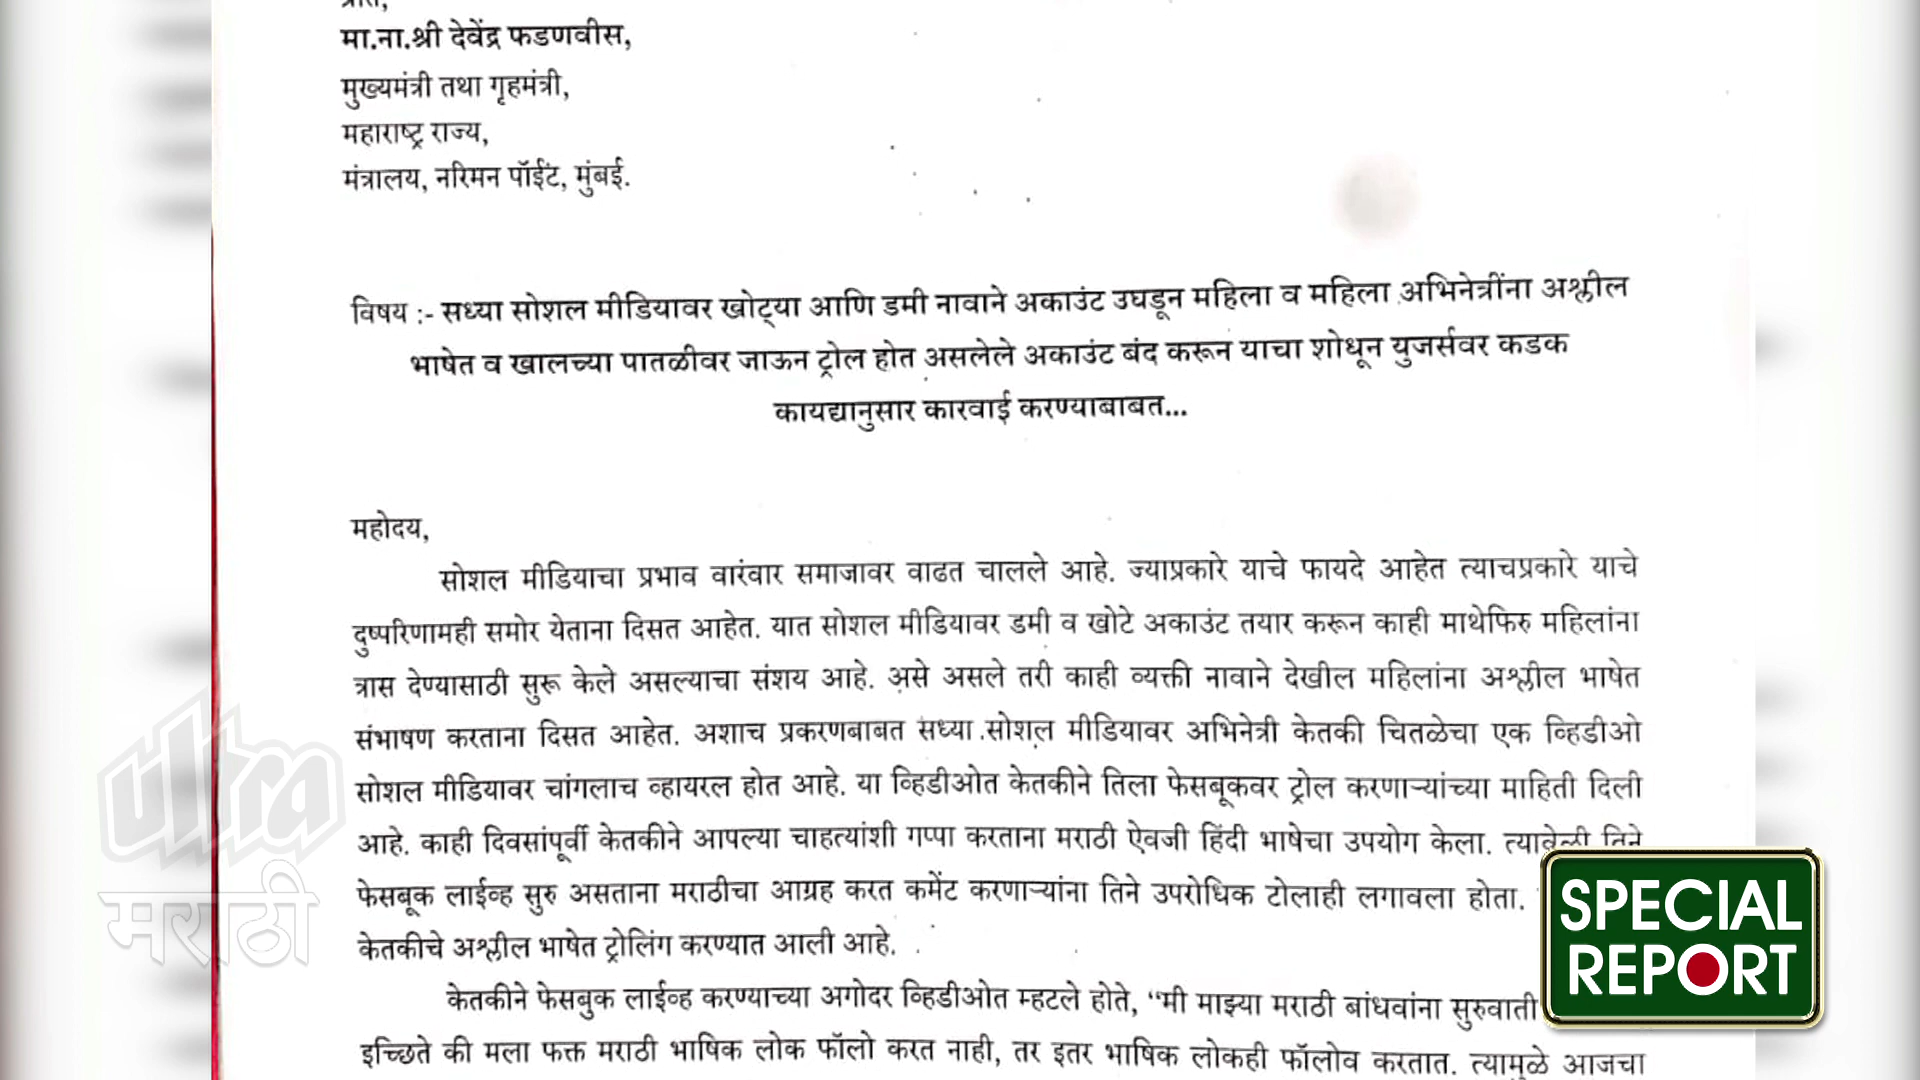 प्रति,
मा.ना.श्री देवेंद्र फडणवीस,
मुख्यमंत्री तथा गृहमंत्री,
महाराष्ट्र राज्य,
मंत्रालय, नरिमन पॉईंट, मुंबई.
विषय :- सध्या सोशल मीडियावर खोट्या आणि डमी नावाने अकाउंट उघडून महिला व महिला अभिनेत्रींना अश्लील
भाषेत व खालच्या पातळीवर जाऊन ट्रोल होत असलेले अकाउंट बंद करून याचा शोधून युजर्सवर कडक
कायद्यानुसार कारवाई करण्याबाबत...
महोदय,
सोशल मीडियाचा प्रभाव वारंवार समाजावर वाढत चालले आहे. ज्याप्रकारे याचे फायदे आहेत त्याचप्रकारे याचे
दुष्परिणामही समोर येताना दिसत आहेत. यात सोशल मीडियावर डमी व खोटे अकाउंट तयार करून काही माथेफिरु महिलांना
त्रास देण्यासाठी सुरू केले असल्याचा संशय आहे. असे असले तरी काही व्यक्ती नावाने देखील महिलांना अश्लील भाषेत
संभाषण करताना दिसत आहेत. अशाच प्रकरणबाबत सध्या सोशल मीडियावर अभिनेत्री केतकी चितळेचा एक व्हिडीओ
सोशल मीडियावर चांगलाच व्हायरल होत आहे. या व्हिडीओत केतकीने तिला फेसबूकवर ट्रोल करणाऱ्यांच्या माहिती दिली
आहे. काही दिवसांपूर्वी केतकीने आपल्या चाहत्यांशी गप्पा करताना मराठी ऐवजी हिंदी भाषेचा उपयोग केला. त्यावेळी तिने
फेसबूक लाईव्ह सुरु असताना मराठीचा आग्रह करत कमेंट करणाऱ्यांना तिने उपरोधिक टोलाही लगावला होता.
केतकीचे अश्लील भाषेत ट्रोलिंग करण्यात आली आहे.
केतकीने फेसबुक लाईव्ह करण्याच्या अगोदर व्हिडीओत म्हटले होते, “मी माझ्या मराठी बांधवांना सुरुवाती
इच्छिते की मला फक्त मराठी भाषिक लोक फॉलो करत नाही, तर इतर भाषिक लोकही फॉलोव करतात. त्यामुळे आजचा
ultra
मराठी
SPECIAL
REPORT